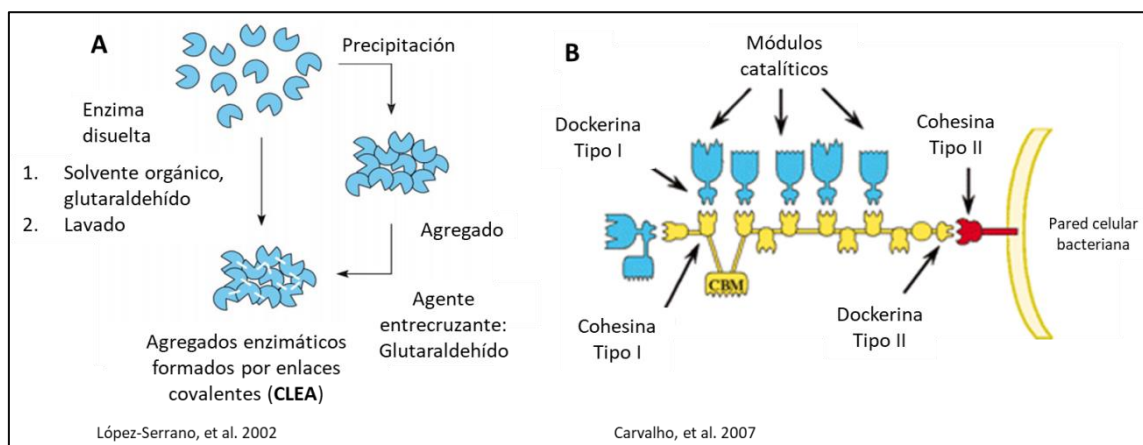 A
Precipitación
Enzima
disuelta
1. Solvente orgánico,
glutaraldehído
2. Lavado
Agregado
Agente
entrecruzante:
Glutaraldehído
Agregados enzimáticos
formados por enlaces
covalentes (CLEA)
López-Serrano, et al. 2002
B
Módulos
catalíticos
Dockerina
Tipo I
Cohesina
Tipo II
Pared celular
bacteriana
CBM
Cohesina
Tipo I
Dockerina
Tipo II
Carvalho, et al. 2007